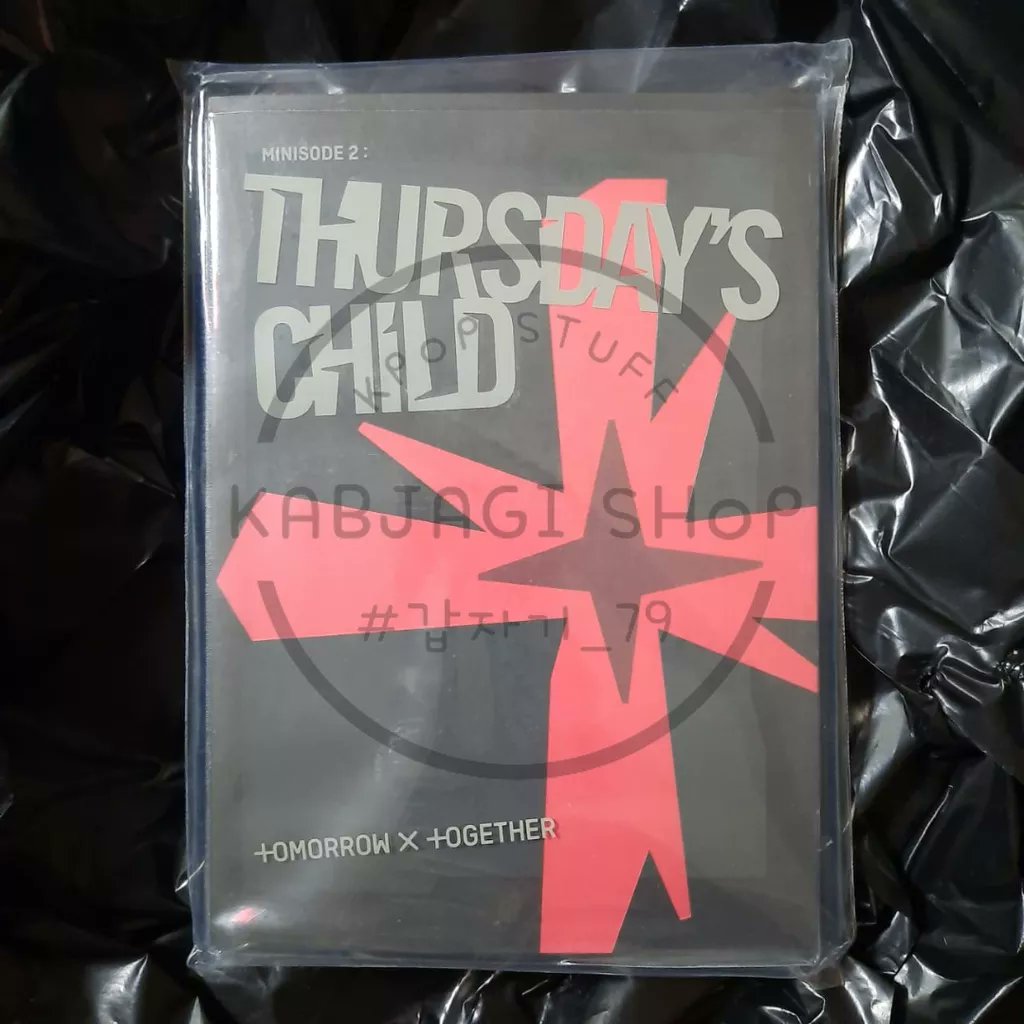 MINISODE 2 :
THURSDAY'S
CHILD
KPOP STUFF
KABJAGI SHOP
#갑자기_79
TOMORROW X TOGETHER